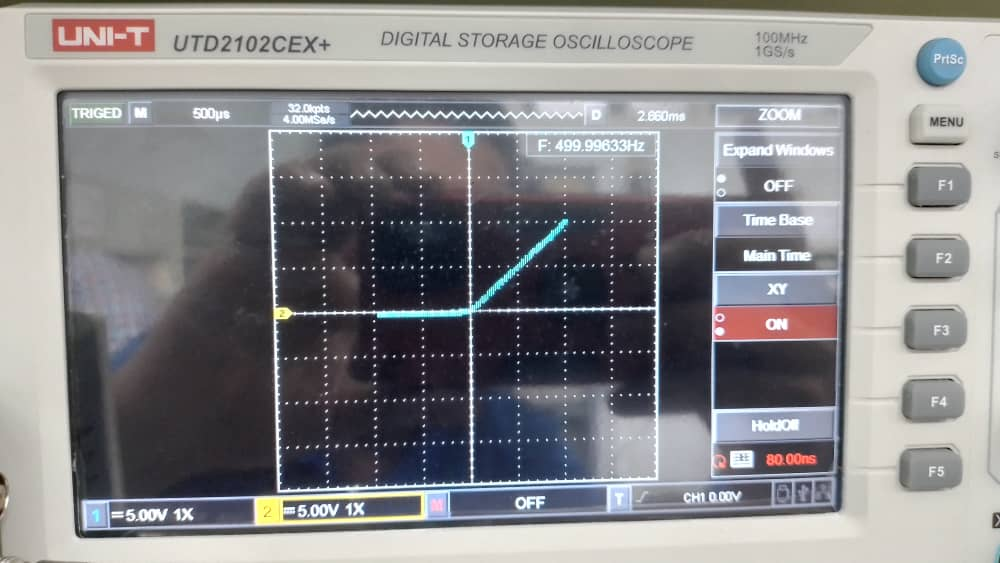 UNI-T UTD2102CEX+ DIGITAL STORAGE OSCILLOSCOPE 100MHz
1GS/s
PrtSc
TRIGED M 500μs 32.0kpts D 2.660ms ZOOM
4.00MSa/s
MENU
1
F: 499.99633Hz
Expand Windows
OFF
F1
Time Base
Main Time
F2
XY
2
ON
F3
F4
HoldOff
80.00ns
F5
1 5.00V 1X 2 5.00V 1X M OFF T CH1 0.00V